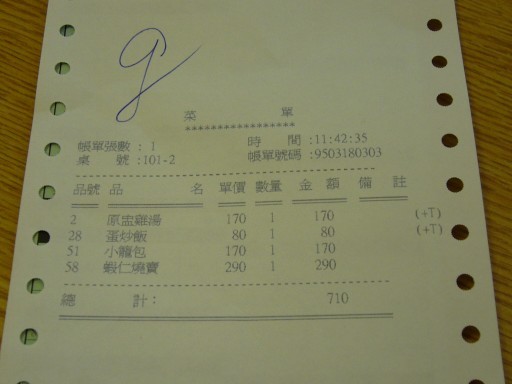 9
菜 單
帳單張數 : 1 時 間 :11:42:35
桌 號 :101-2 帳單號碼 :9503180303
品號 品 名 單價 數量 金 額 備 註
2 原盅雞湯 170 1 170 (+T)
28 蛋炒飯 80 1 80 (+T)
51 小籠包 170 1 170
58 蝦仁燒賣 290 1 290
總 計: 710